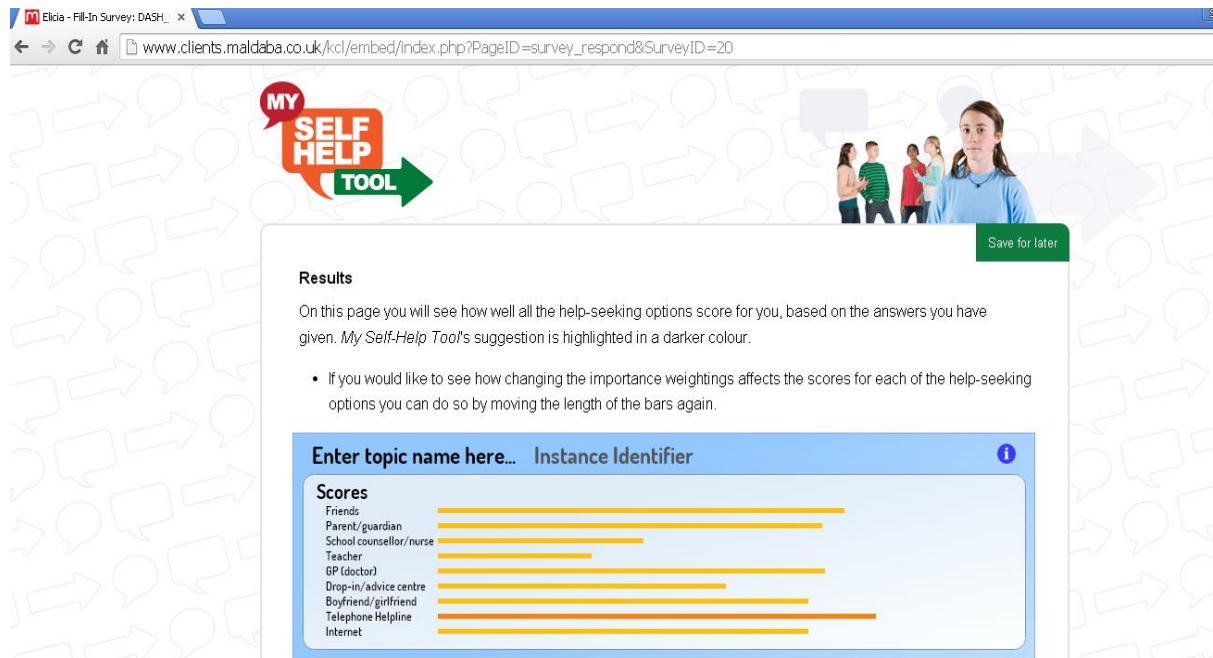 Elicia - Fill-In Survey: DASH_
www.clients.maldaba.co.uk/kcl/embed/index.php?PageID=survey_respond&SurveyID=20
MY
SELF
HELP
TOOL
Save for later
Results
On this page you will see how well all the help-seeking options score for you, based on the answers you have
given. My Self-Help Tool's suggestion is highlighted in a darker colour.
• If you would like to see how changing the importance weightings affects the scores for each of the help-seeking
options you can do so by moving the length of the bars again.
Enter topic name here... Instance Identifier
i
Scores
Friends
Parent/guardian
School counsellor/nurse
Teacher
GP (doctor)
Drop-in/advice centre
Boyfriend/girlfriend
Telephone Helpline
Internet